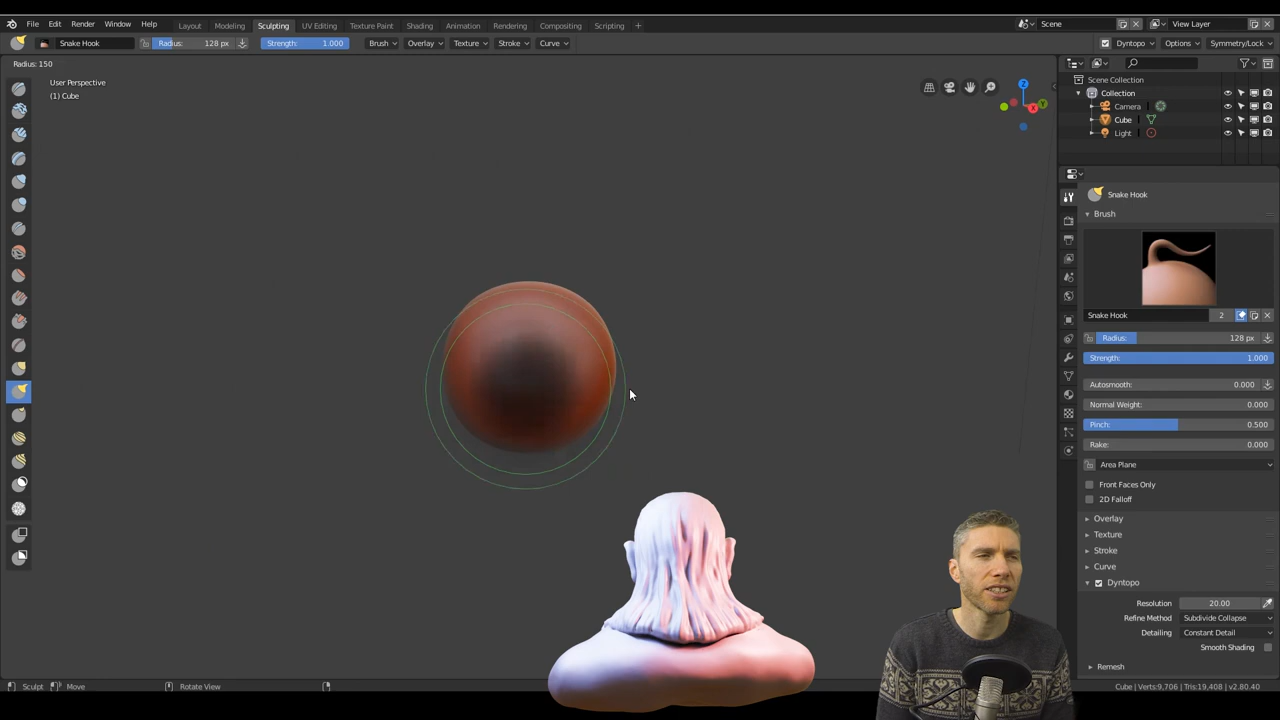 File Edit Render Window Help Layout Modeling Sculpting UV Editing Texture Paint Shading Animation Rendering Compositing Scripting + Scene View Layer
Snake Hook Radius: 128 px Strength: 1.000 Brush Overlay Texture Stroke Curve Dyntopo Options Symmetry/Lock
Radius: 150
User Perspective
(1) Cube
Z
Y
X
Scene Collection
Collection
Camera
Cube
Light
Snake Hook
Brush
Snake Hook 2
Radius: 128 px
Strength: 1.000
Autosmooth: 0.000
Normal Weight: 0.000
Pinch: 0.500
Rake: 0.000
Area Plane
Front Faces Only
2D Falloff
Overlay
Texture
Stroke
Curve
Dyntopo
Resolution 20.00
Refine Method Subdivide Collapse
Detailing Constant Detail
Smooth Shading
Remesh
Sculpt Move Rotate View Cube | Verts:9,706 | Tris:19,408 | v2.80.40